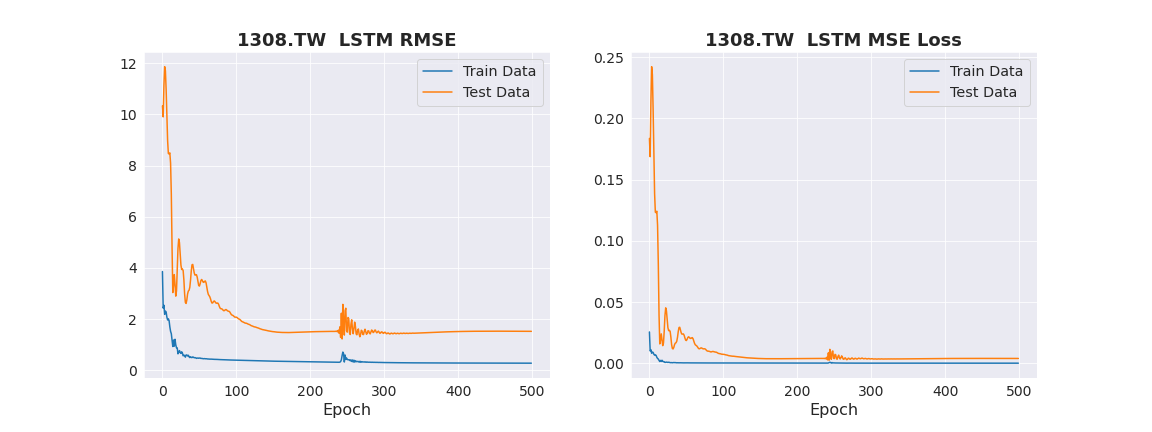 1308.TW  LSTM RMSE
12
10
8
6
4
2
0
0 100 200 300 400 500
Epoch
Train Data
Test Data
1308.TW  LSTM MSE Loss
0.25
0.20
0.15
0.10
0.05
0.00
0 100 200 300 400 500
Epoch
Train Data
Test Data